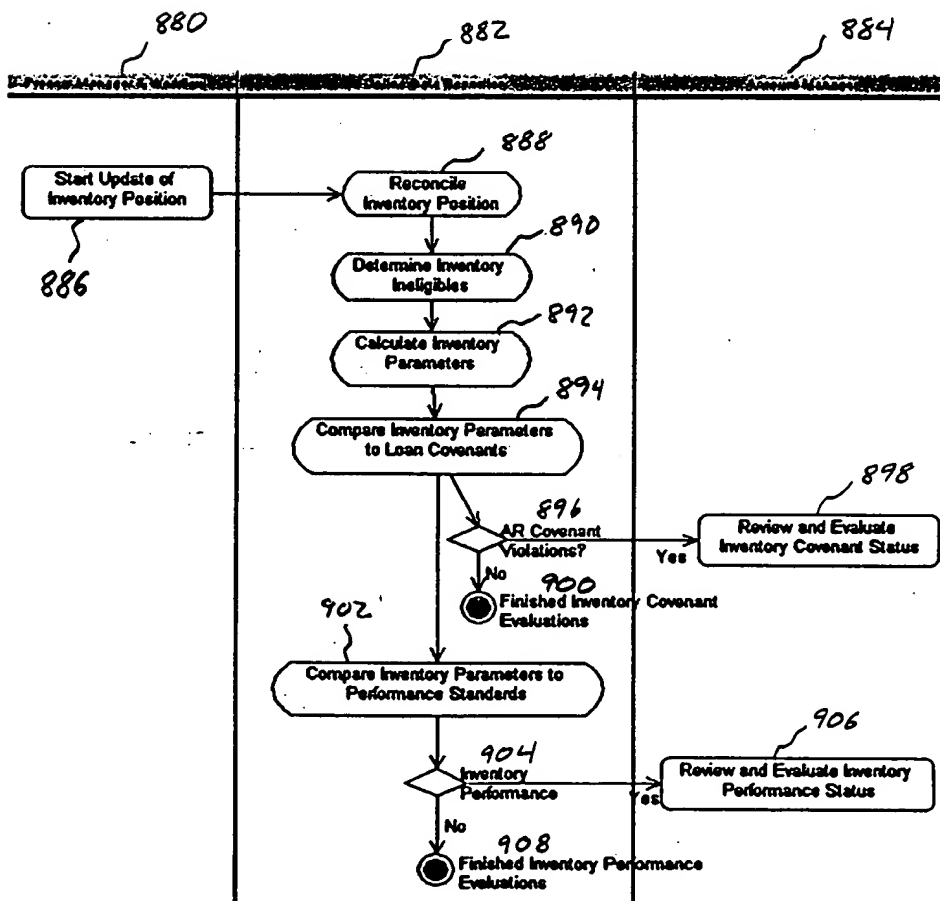 880
882
884
888
Start Update of
Inventory Position
Reconcile
Inventory Position
886
890
Determine Inventory
Ineligibles
892
Calculate Inventory
Parameters
894
Compare Inventory Parameters
to Loan Covenants
896
AR Covenant
Violations?
Yes
898
Review and Evaluate
Inventory Covenant Status
No
900
Finished Inventory Covenant
Evaluations
902
Compare Inventory Parameters to
Performance Standards
904
Inventory
Performance
Yes
906
Review and Evaluate Inventory
Performance Status
No
908
Finished Inventory Performance
Evaluations